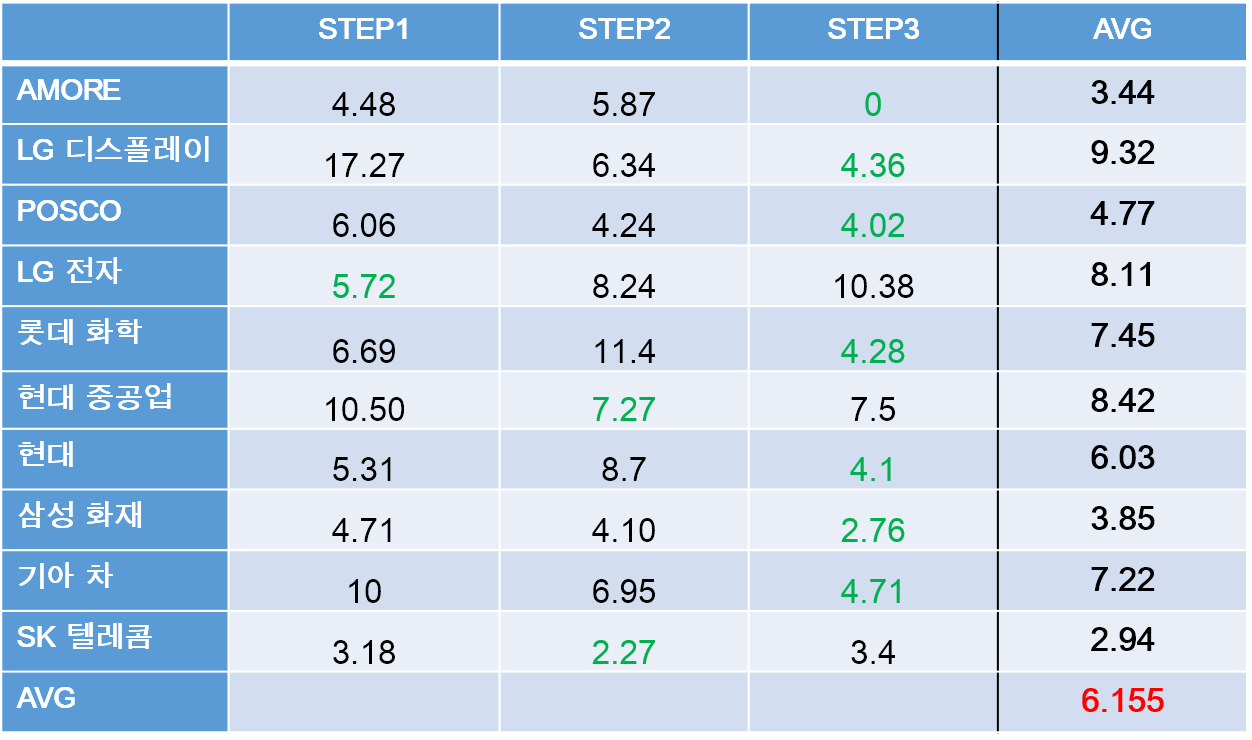 STEP1 STEP2 STEP3 AVG
AMORE 4.48 5.87 0 3.44
LG 디스플레이 17.27 6.34 4.36 9.32
POSCO 6.06 4.24 4.02 4.77
LG 전자 5.72 8.24 10.38 8.11
롯데 화학 6.69 11.4 4.28 7.45
현대 중공업 10.50 7.27 7.5 8.42
현대 5.31 8.7 4.1 6.03
삼성 화재 4.71 4.10 2.76 3.85
기아 차 10 6.95 4.71 7.22
SK 텔레콤 3.18 2.27 3.4 2.94
AVG 6.155